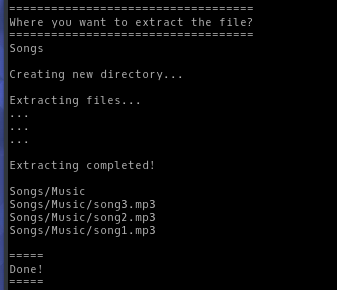 ===================================
Where you want to extract the file?
===================================
Songs
Creating new directory...
Extracting files...
...
...
...
Extracting completed!
Songs/Music
Songs/Music/song3.mp3
Songs/Music/song2.mp3
Songs/Music/song1.mp3
=====
Done!
=====